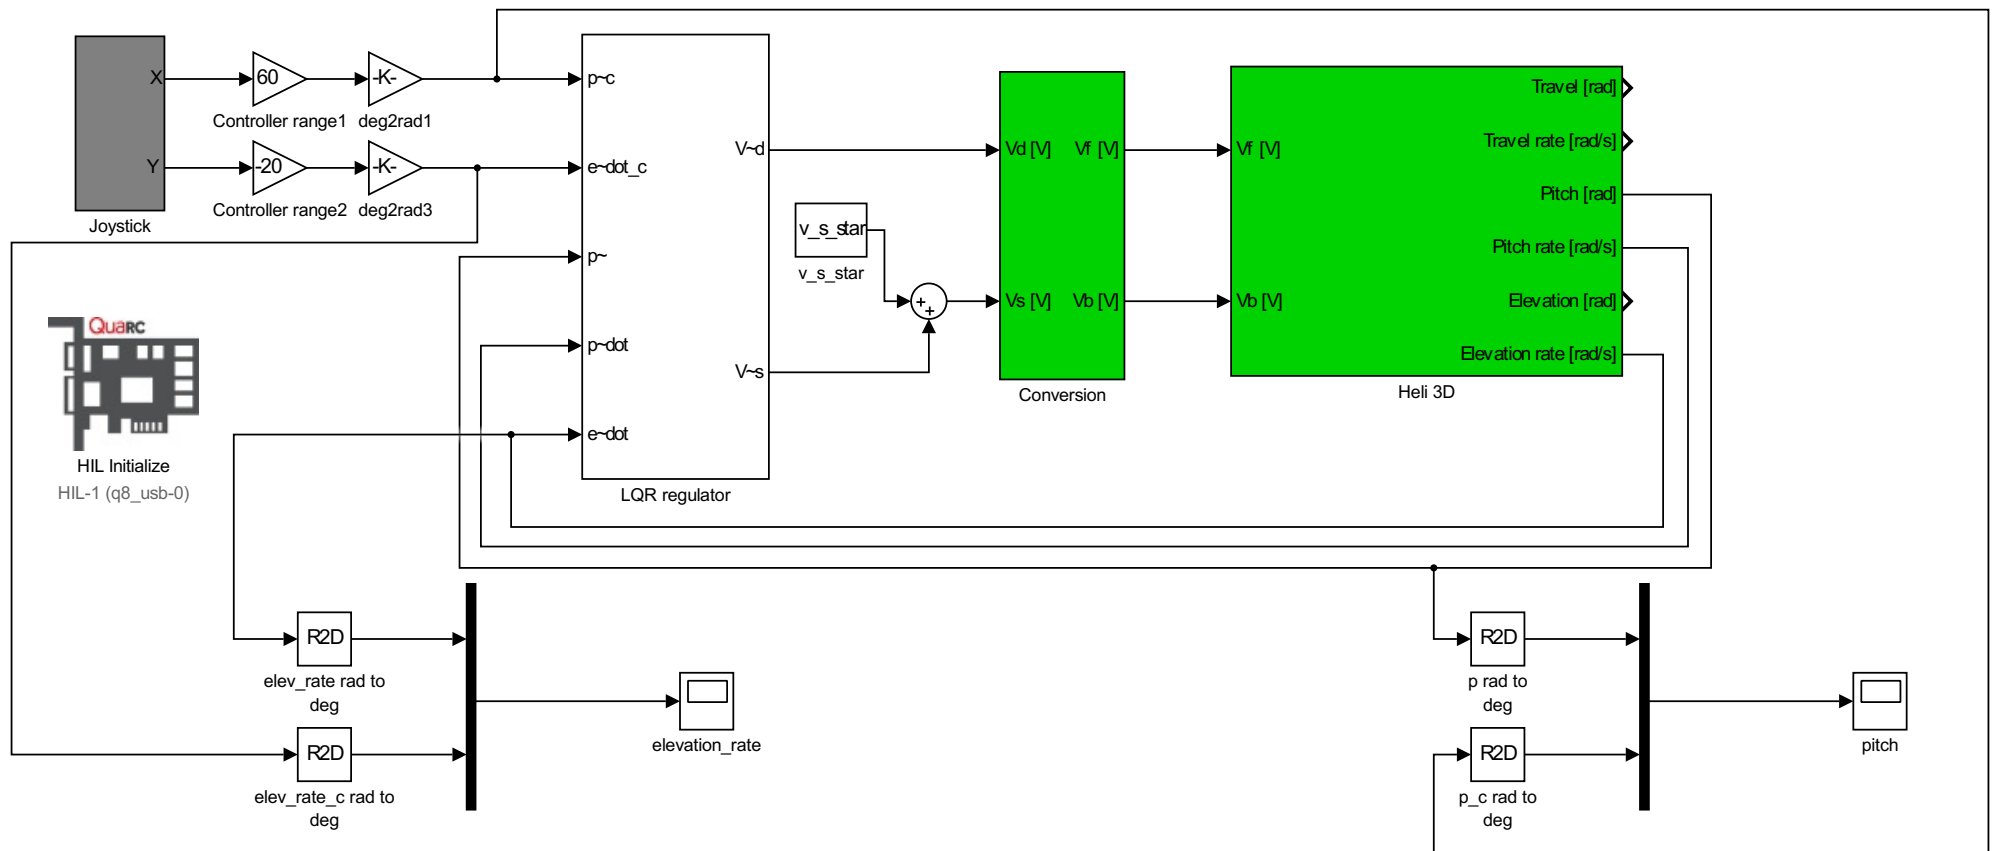 X
60
-K-
Controller range1
deg2rad1
Y
-20
-K-
Controller range2
deg2rad3
Joystick
p~c
e~dot_c
p~
p~dot
e~dot
V~d
V~s
LQR regulator
v_s_star
v_s_star
+
+
Vd [V]
Vf [V]
Vs [V]
Vb [V]
Conversion
Vf [V]
Vb [V]
Travel [rad]
Travel rate [rad/s]
Pitch [rad]
Pitch rate [rad/s]
Elevation [rad]
Elevation rate [rad/s]
Heli 3D
QUARC
HIL Initialize
HIL-1 (q8_usb-0)
R2D
elev_rate rad to
deg
R2D
elev_rate_c rad to
deg
elevation_rate
R2D
p rad to
deg
R2D
p_c rad to
deg
pitch